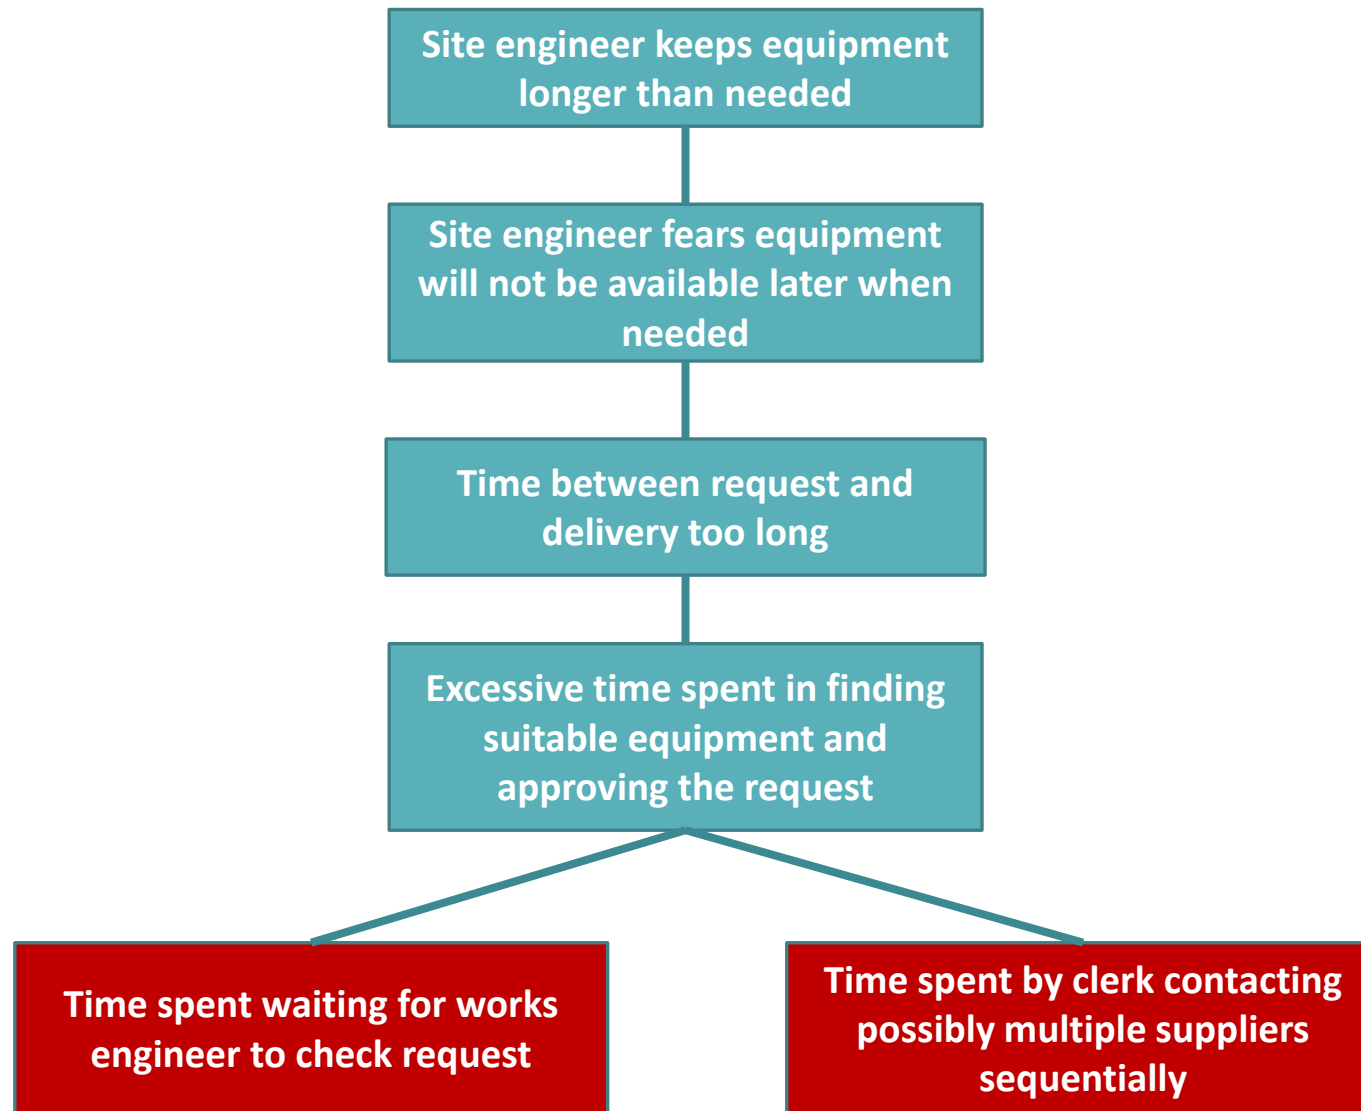 Site engineer keeps equipment
longer than needed
Site engineer fears equipment
will not be available later when
needed
Time between request and
delivery too long
Excessive time spent in finding
suitable equipment and
approving the request
Time spent waiting for works
engineer to check request
Time spent by clerk contacting
possibly multiple suppliers
sequentially